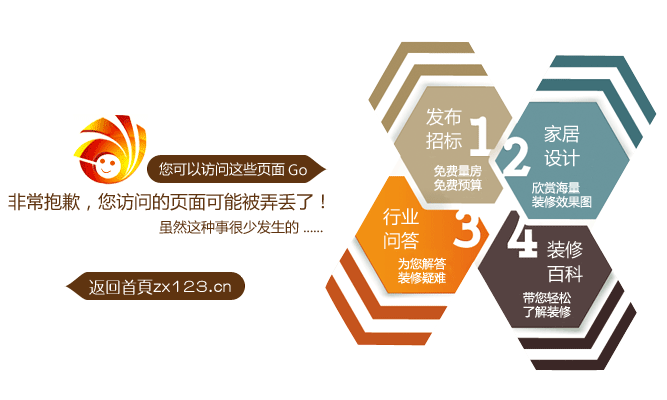 您可以访问这些页面 Go
非常抱歉，您访问的页面可能被弄丢了！
虽然这种事很少发生的 ......
返回首頁zx123.cn
发布
招标
1
免费量房
免费预算
2
家居
设计
欣赏海量
装修效果图
行业
问答
3
为您解答
装修疑难
4
装修
百科
带您轻松
了解装修